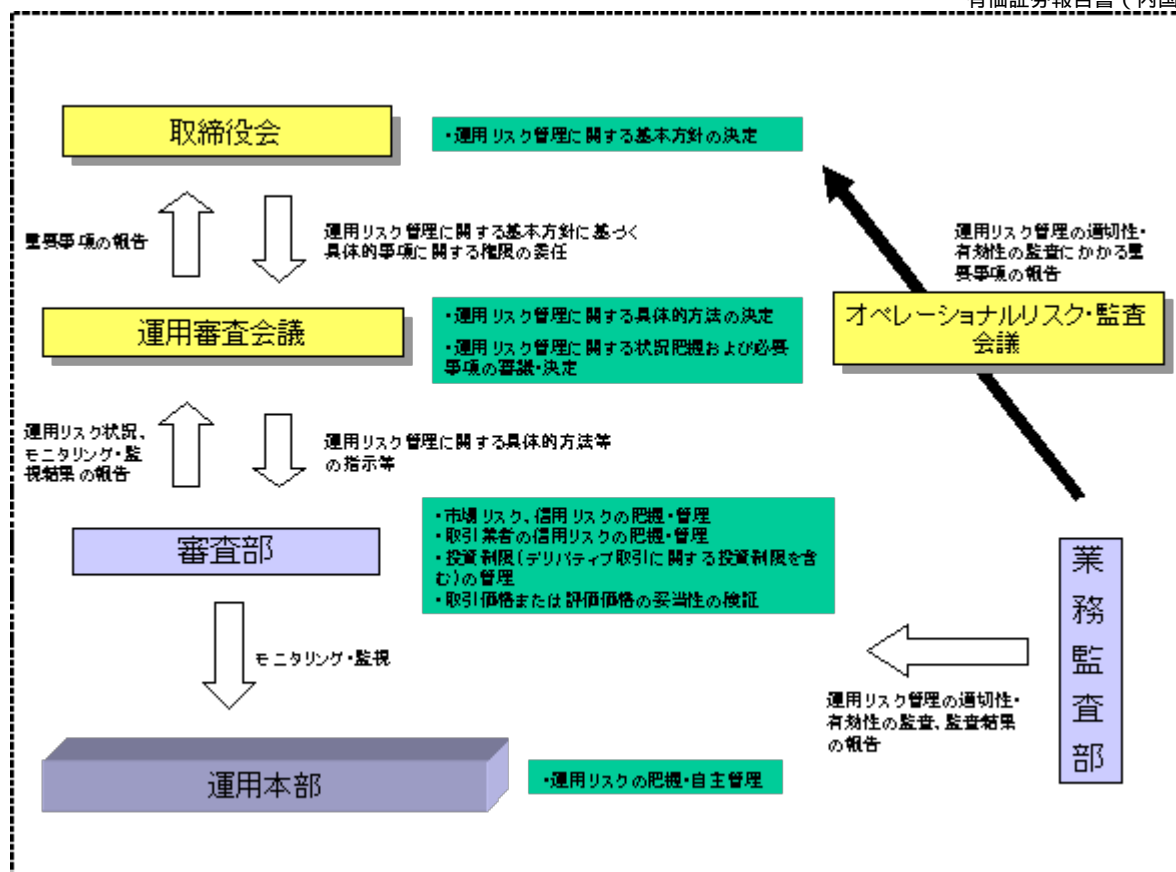 有価証券報告書(内国
取締役会
・運用リスク管理に関する基本方針の決定
重要事項の報告
運用リスク管理に関する基本方針に基づく
具体的事項に関する権限の委任
運用リスク管理の適切性・
有効性の監査にかかる重
要事項の報告
運用審査会議
・運用リスク管理に関する具体的方法の決定
・運用リスク管理に関する状況把握および必要
事項の審議・決定
オペレーショナルリスク・監査
会議
運用リスク状況、
モニタリング・監
視結果の報告
運用リスク管理に関する具体的方法等
の指示等
審査部
・市場リスク、信用リスクの把握・管理
・取引業者の信用リスクの把握・管理
・投資制限(デリバティブ取引に関する投資制限を含
む)の管理
・取引価格または評価価格の妥当性の検証
業務監査部
モニタリング・監視
運用リスク管理の適切性・
有効性の監査、監査結果
の報告
運用本部
・運用リスクの把握・自主管理